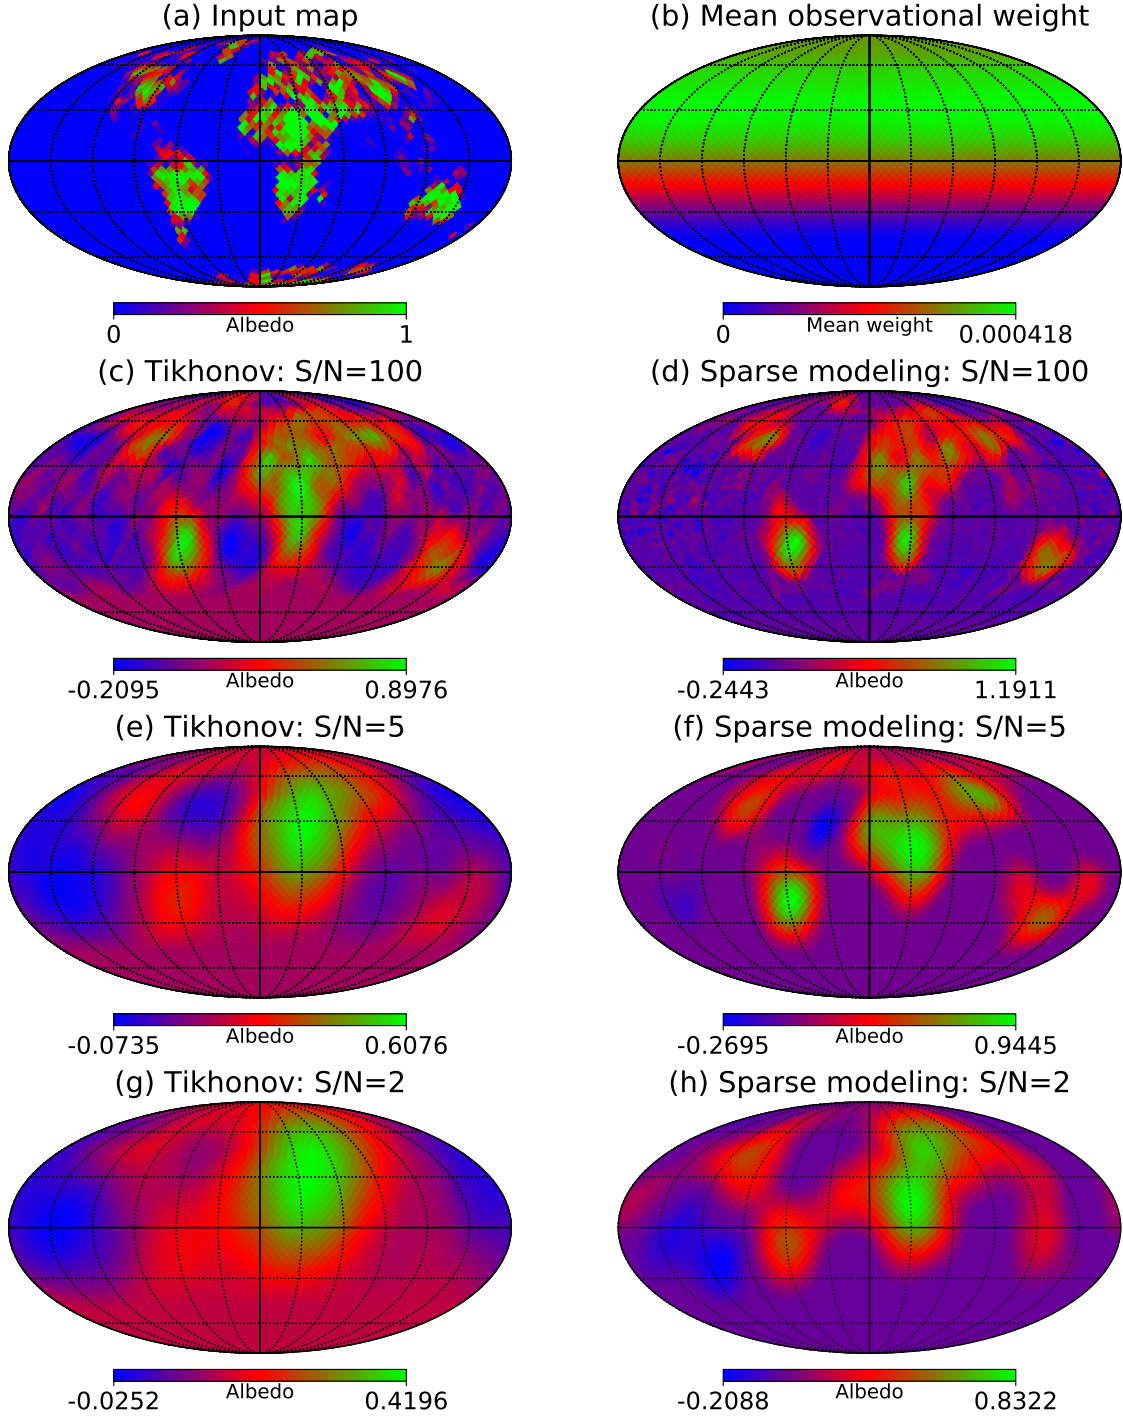 (a) Input map
(b) Mean observational weight
0 Albedo 1
0 Mean weight 0.000418
(c) Tikhonov: S/N=100
(d) Sparse modeling: S/N=100
-0.2095 Albedo 0.8976
-0.2443 Albedo 1.1911
(e) Tikhonov: S/N=5
(f) Sparse modeling: S/N=5
-0.0735 Albedo 0.6076
-0.2695 Albedo 0.9445
(g) Tikhonov: S/N=2
(h) Sparse modeling: S/N=2
-0.0252 Albedo 0.4196
-0.2088 Albedo 0.8322